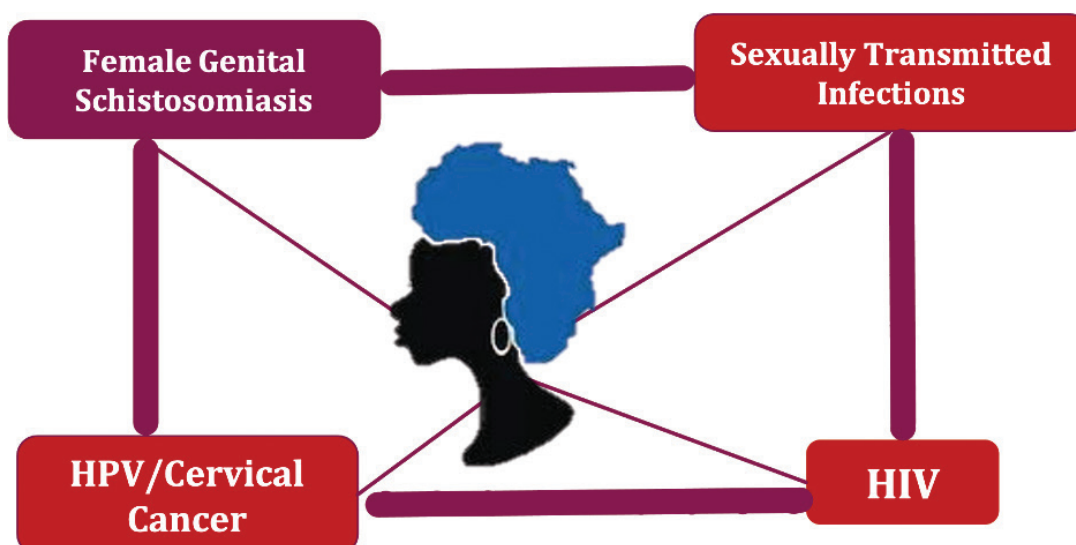 Female Genital
Schistosomiasis
Sexually Transmitted
Infections
HPV/Cervical
Cancer
HIV